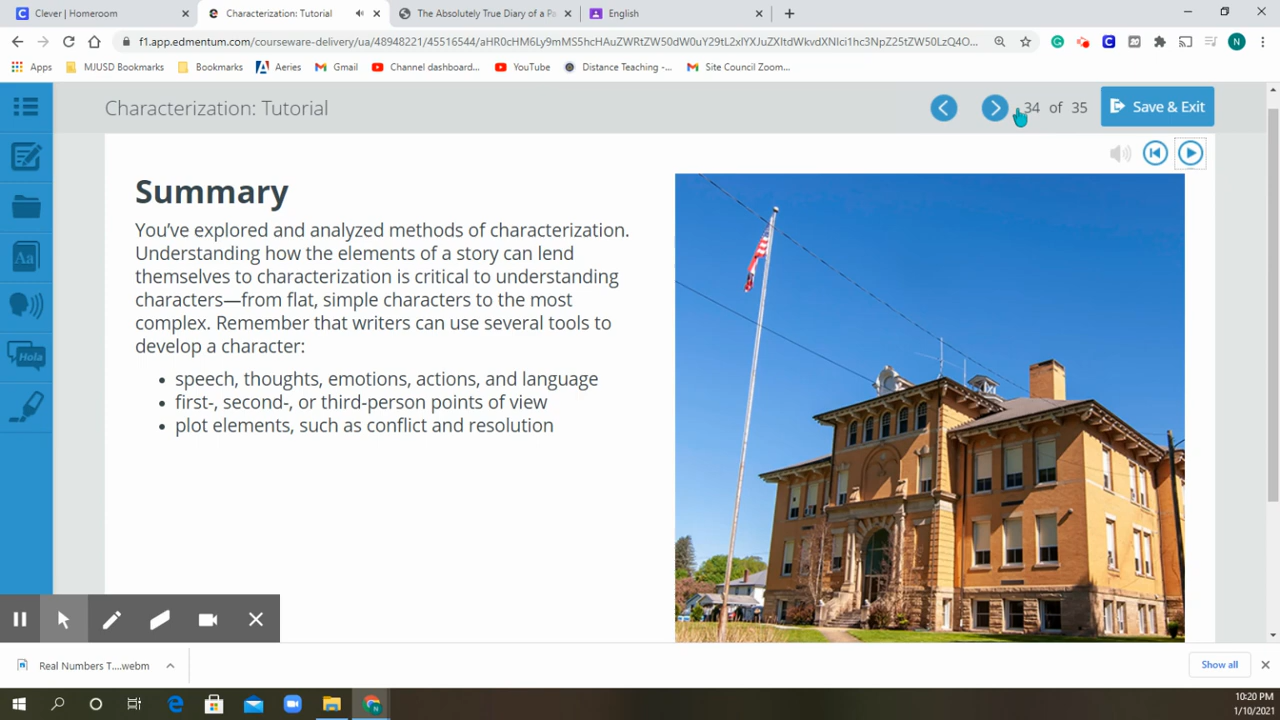 Clever | Homeroom
Characterization: Tutorial
The Absolutely True Diary of a Pa
English
f1.app.edmentum.com/courseware-delivery/ua/48948221/45516544/
Apps
MJUSD Bookmarks
Bookmarks
Aeries
Gmail
Channel dashboard...
YouTube
Distance Teaching -...
Site Council Zoom...
N
Characterization: Tutorial
34 of 35
Save & Exit
Aa
Hola
Summary
You've explored and analyzed methods of characterization.
Understanding how the elements of a story can lend
themselves to characterization is critical to understanding
characters—from flat, simple characters to the most
complex. Remember that writers can use several tools to
develop a character:
• speech, thoughts, emotions, actions, and language
• first-, second-, or third-person points of view
• plot elements, such as conflict and resolution
Real Numbers T....webm
Show all
10:20 PM
1/10/2021